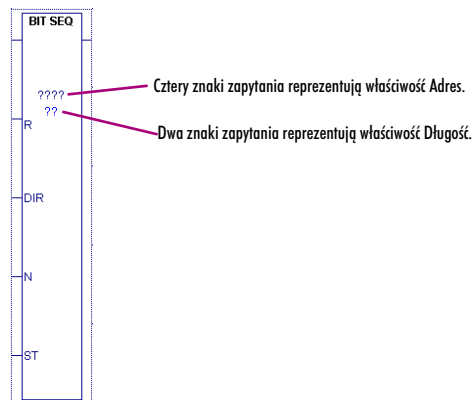 BIT SEQ
????
Cztery znaki zapytania reprezentują właściwość Adres.
??
Dwa znaki zapytania reprezentują właściwość Długość.
R
DIR
N
ST